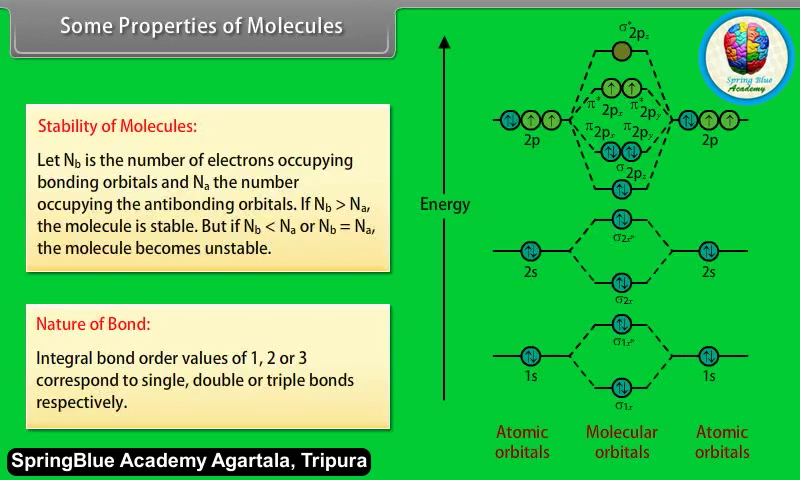 Some Properties of Molecules
Spring Blue
Academy
Stability of Molecules:
Let Nb is the number of electrons occupying
bonding orbitals and Na the number
occupying the antibonding orbitals. If Nb > Na,
the molecule is stable. But if Nb < Na or Nb = Na,
the molecule becomes unstable.
Nature of Bond:
Integral bond order values of 1, 2 or 3
correspond to single, double or triple bonds
respectively.
Energy
σ*2pz
π*2px π*2py
2p π2px π2py 2p
σ2pz
σ2s*
2s 2s
σ2s
σ1s*
1s 1s
σ1s
Atomic
orbitals
Molecular
orbitals
Atomic
orbitals
SpringBlue Academy Agartala, Tripura